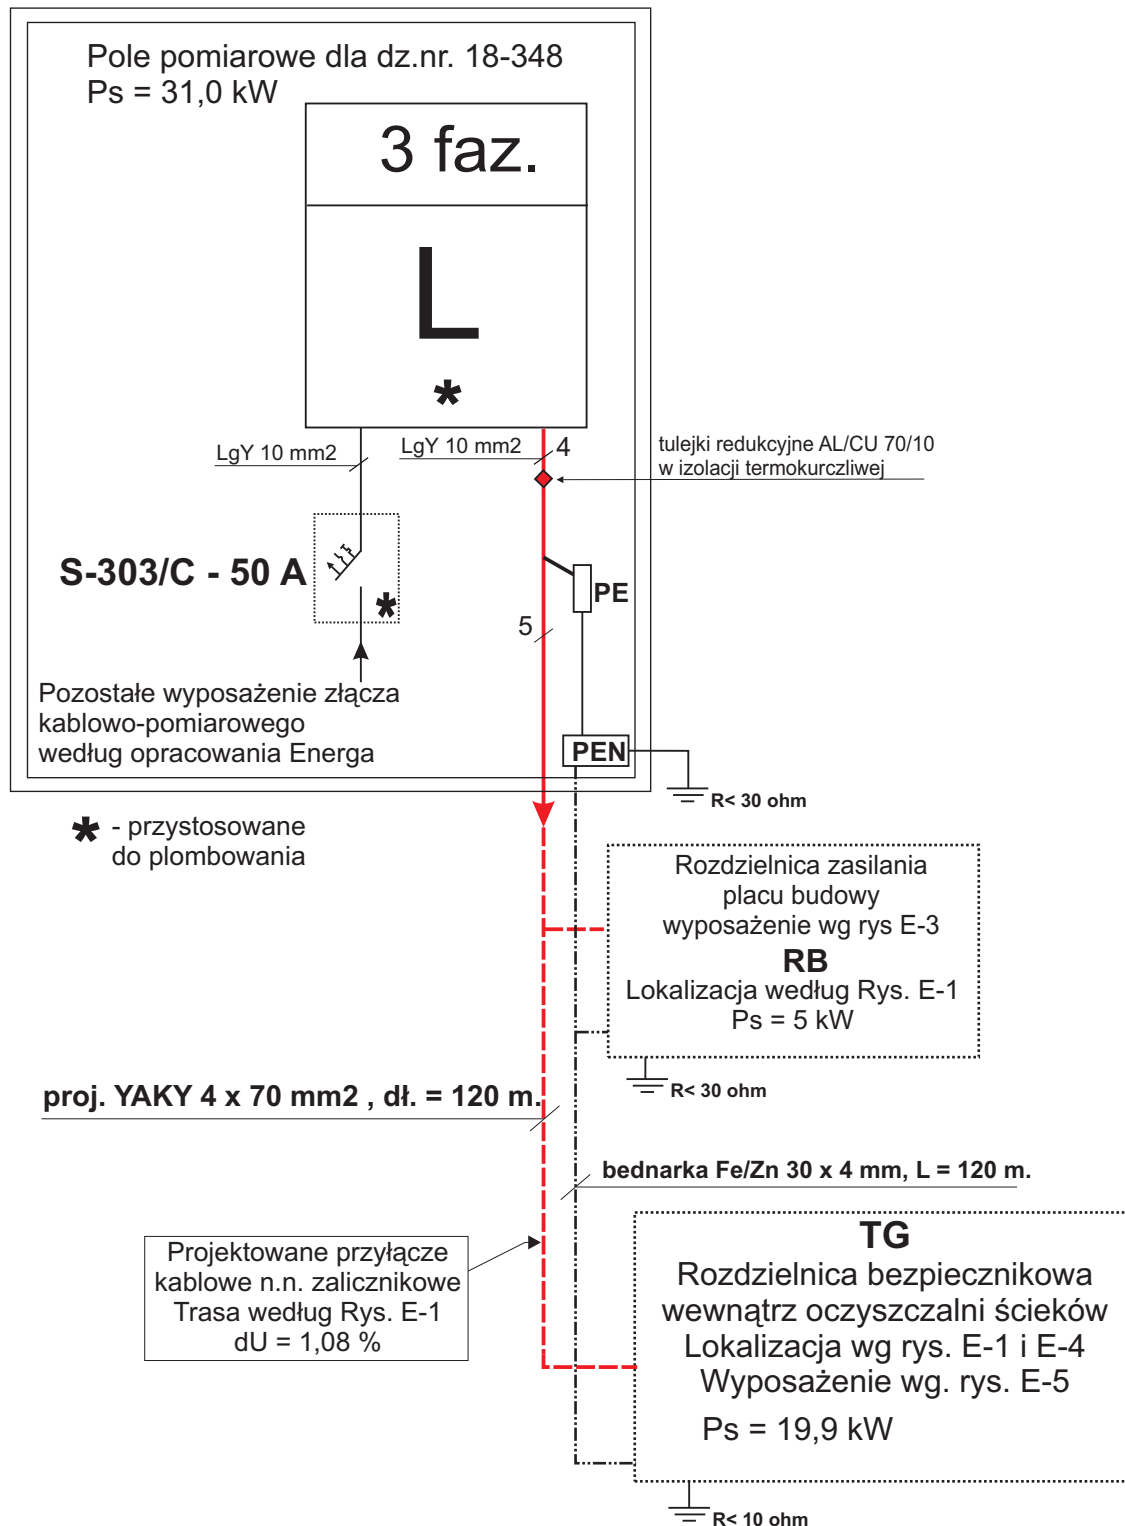 Pole pomiarowe dla dz.nr. 18-348
Ps = 31,0 kW
3 faz.
L
*
LgY 10 mm2
LgY 10 mm2
4
tulejki redukcyjne AL/CU 70/10
w izolacji termokurczliwej
S-303/C - 50 A
*
PE
5
Pozostałe wyposażenie złącza
kablowo-pomiarowego
według opracowania Energa
PEN
R< 30 ohm
* - przystosowane
do plombowania
Rozdzielnica zasilania
placu budowy
wyposażenie wg rys E-3
RB
Lokalizacja według Rys. E-1
Ps = 5 kW
R< 30 ohm
proj. YAKY 4 x 70 mm2 , dł. = 120 m.
bednarka Fe/Zn 30 x 4 mm, L = 120 m.
Projektowane przyłącze
kablowe n.n. zalicznikowe
Trasa według Rys. E-1
dU = 1,08 %
TG
Rozdzielnica bezpiecznikowa
wewnątrz oczyszczalni ścieków
Lokalizacja wg rys. E-1 i E-4
Wyposażenie wg. rys. E-5
Ps = 19,9 kW
R< 10 ohm